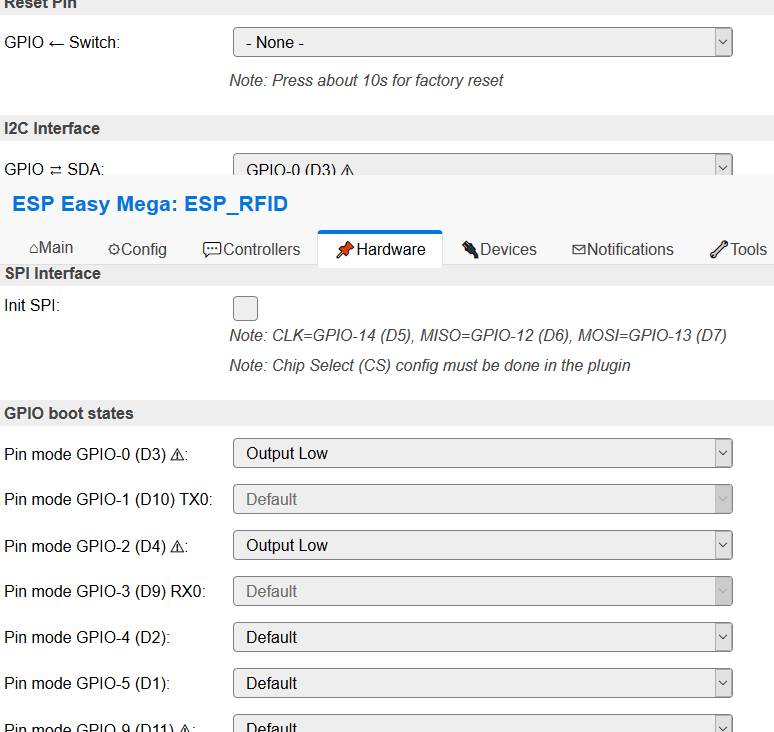 Reset Pin
GPIO ← Switch:
- None -
Note: Press about 10s for factory reset
I2C Interface
GPIO ⇄ SDA:
GPIO-0 (D3) ⚠
ESP Easy Mega: ESP_RFID
⌂Main
⚙Config
💬Controllers
📌Hardware
🔌Devices
✉Notifications
🔧Tools
SPI Interface
Init SPI:
Note: CLK=GPIO-14 (D5), MISO=GPIO-12 (D6), MOSI=GPIO-13 (D7)
Note: Chip Select (CS) config must be done in the plugin
GPIO boot states
Pin mode GPIO-0 (D3) ⚠:
Output Low
Pin mode GPIO-1 (D10) TX0:
Default
Pin mode GPIO-2 (D4) ⚠:
Output Low
Pin mode GPIO-3 (D9) RX0:
Default
Pin mode GPIO-4 (D2):
Default
Pin mode GPIO-5 (D1):
Default
Pin mode GPIO-9 (D11) ⚠:
Default